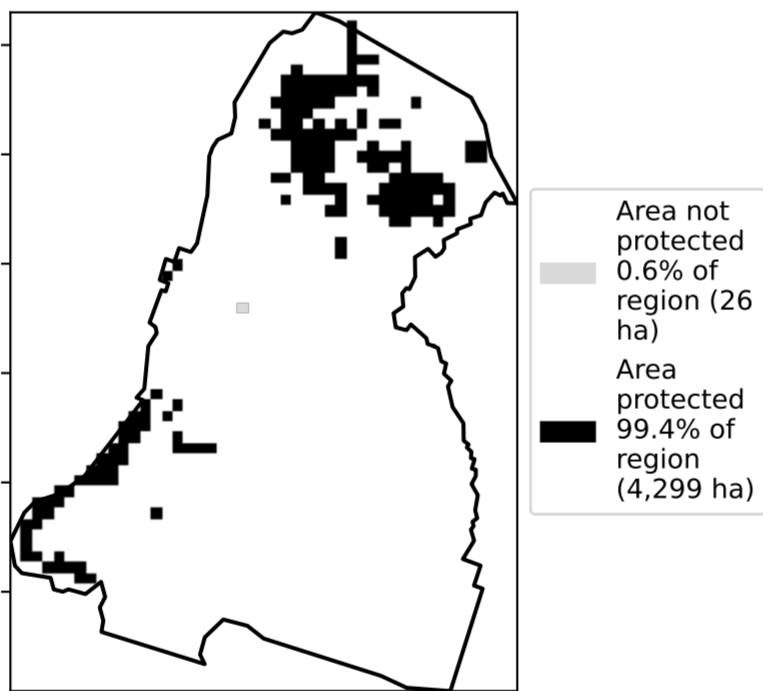 Area not
protected
0.6% of
region (26
ha)
Area
protected
99.4% of
region
(4,299 ha)